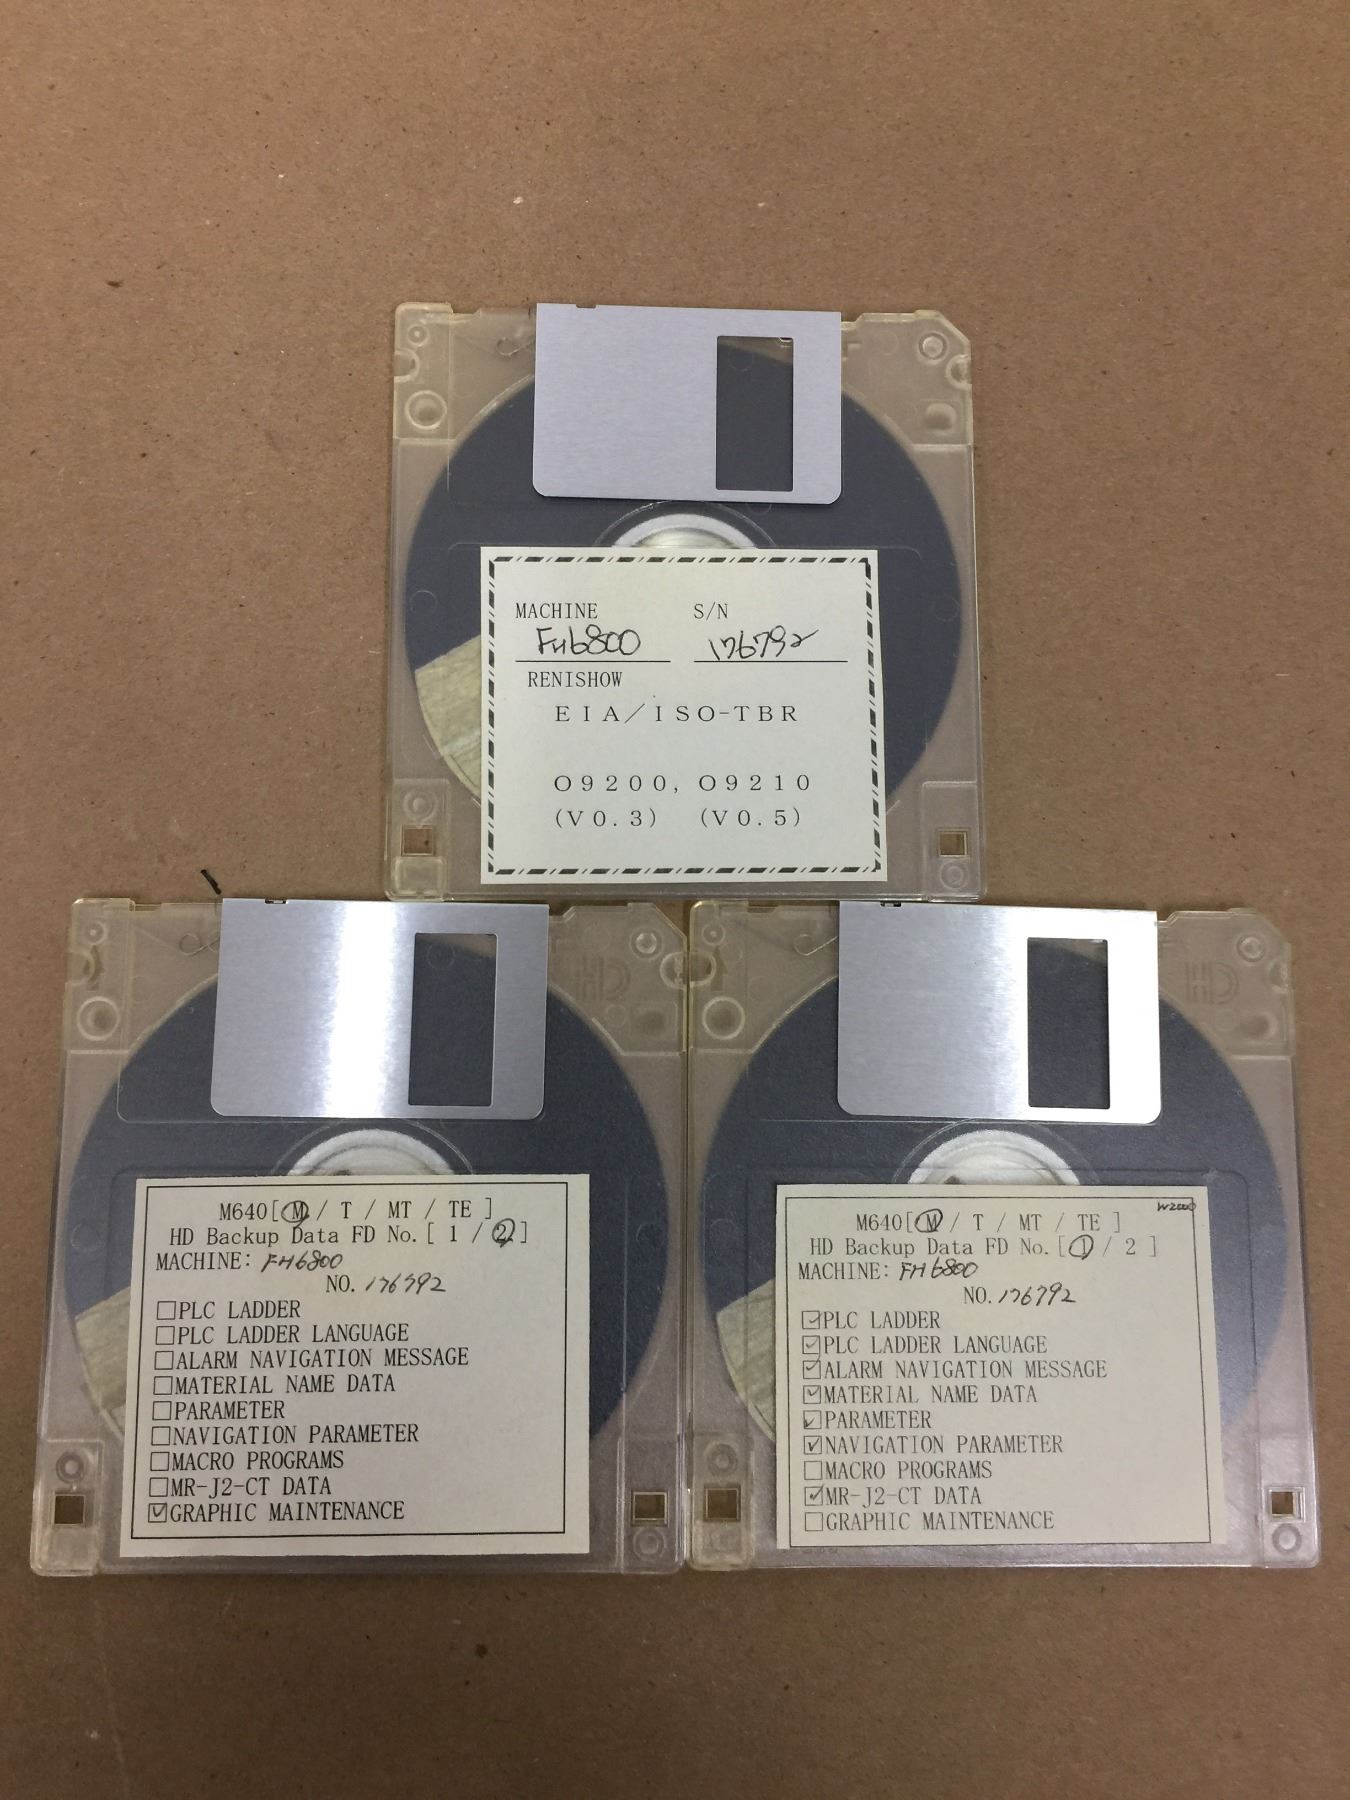 MACHINE S/N
FH6800 176792
RENISHOW
EIA/ISO-TBR
O9200, O9210
(V0.3) (V0.5)
HD
M640[ M / T / MT / TE ]
HD Backup Data FD No. [ 1 / 2 ]
MACHINE: FH6800
NO. 176792
□PLC LADDER
□PLC LADDER LANGUAGE
□ALARM NAVIGATION MESSAGE
□MATERIAL NAME DATA
□PARAMETER
□NAVIGATION PARAMETER
□MACRO PROGRAMS
□MR-J2-CT DATA
☑GRAPHIC MAINTENANCE
HD
W2000
M640[ M / T / MT / TE ]
HD Backup Data FD No. [ 1 / 2 ]
MACHINE: FH6800
NO. 176792
☑PLC LADDER
☑PLC LADDER LANGUAGE
☑ALARM NAVIGATION MESSAGE
☑MATERIAL NAME DATA
☑PARAMETER
☑NAVIGATION PARAMETER
□MACRO PROGRAMS
☑MR-J2-CT DATA
□GRAPHIC MAINTENANCE